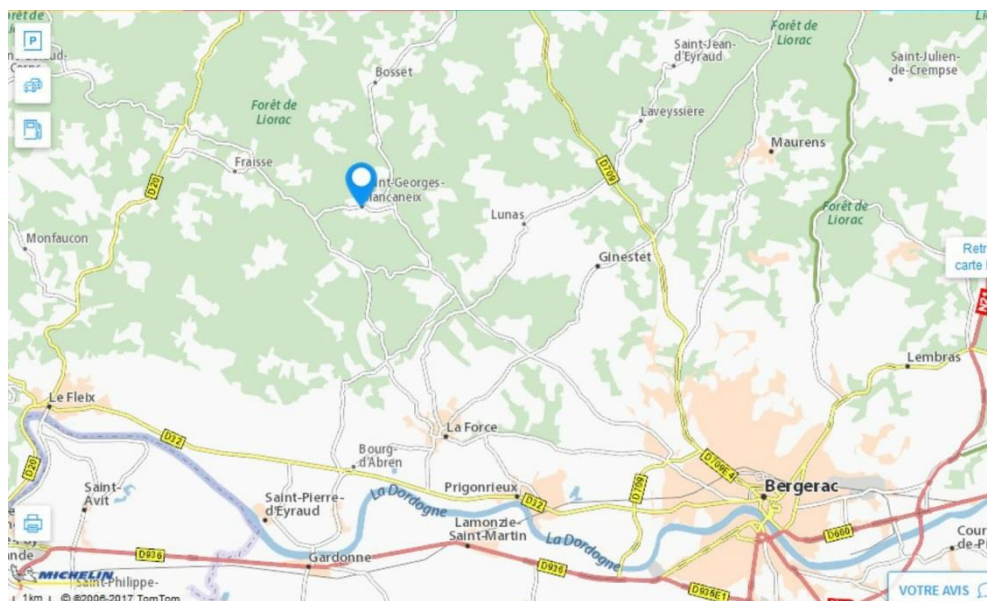 P
Forêt de
Liorac
Saint-Jean-
d'Eyraud
Saint-Julien-
de-Crempse
Bosset
Forêt de
Liorac
Laveyssière
Maurens
Fraisse
D20
D709
Forêt de
Liorac
Lunas
Monfaucon
Ginestet
Retr
carte
N21
Lembras
Le Fleix
D32
La Force
Bourg-
d'Abren
D20
Saint-
Avit
Saint-Pierre-
d'Eyraud
La Dordogne
Prigonrieux
D32
D709
D709E4
Bergerac
Lamonzie-
Saint-Martin
La Dordogne
D660
Cour
de-Pi
D936
Gardonne
D936
D936E1
MICHELIN
Saint-Philippe-
1km
© ®2006-2017 TomTom
VOTRE AVIS